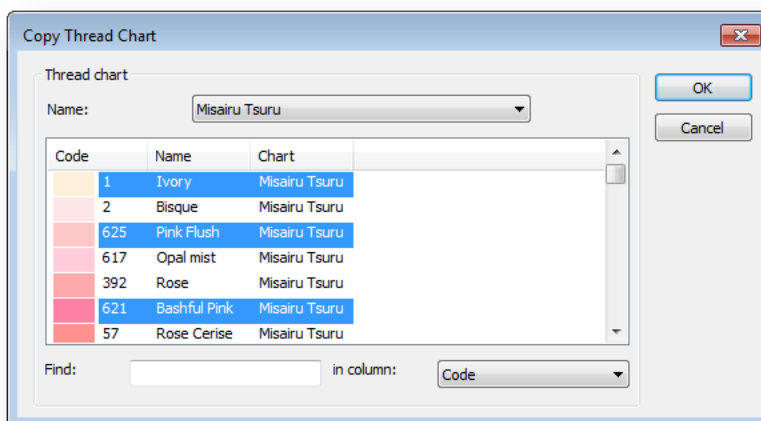 Copy Thread Chart
Thread chart
OK
Name: Misairu Tsuru
Cancel
Code Name Chart
1 Ivory Misairu Tsuru
2 Bisque Misairu Tsuru
625 Pink Flush Misairu Tsuru
617 Opal mist Misairu Tsuru
392 Rose Misairu Tsuru
621 Bashful Pink Misairu Tsuru
57 Rose Cerise Misairu Tsuru
Find: in column: Code